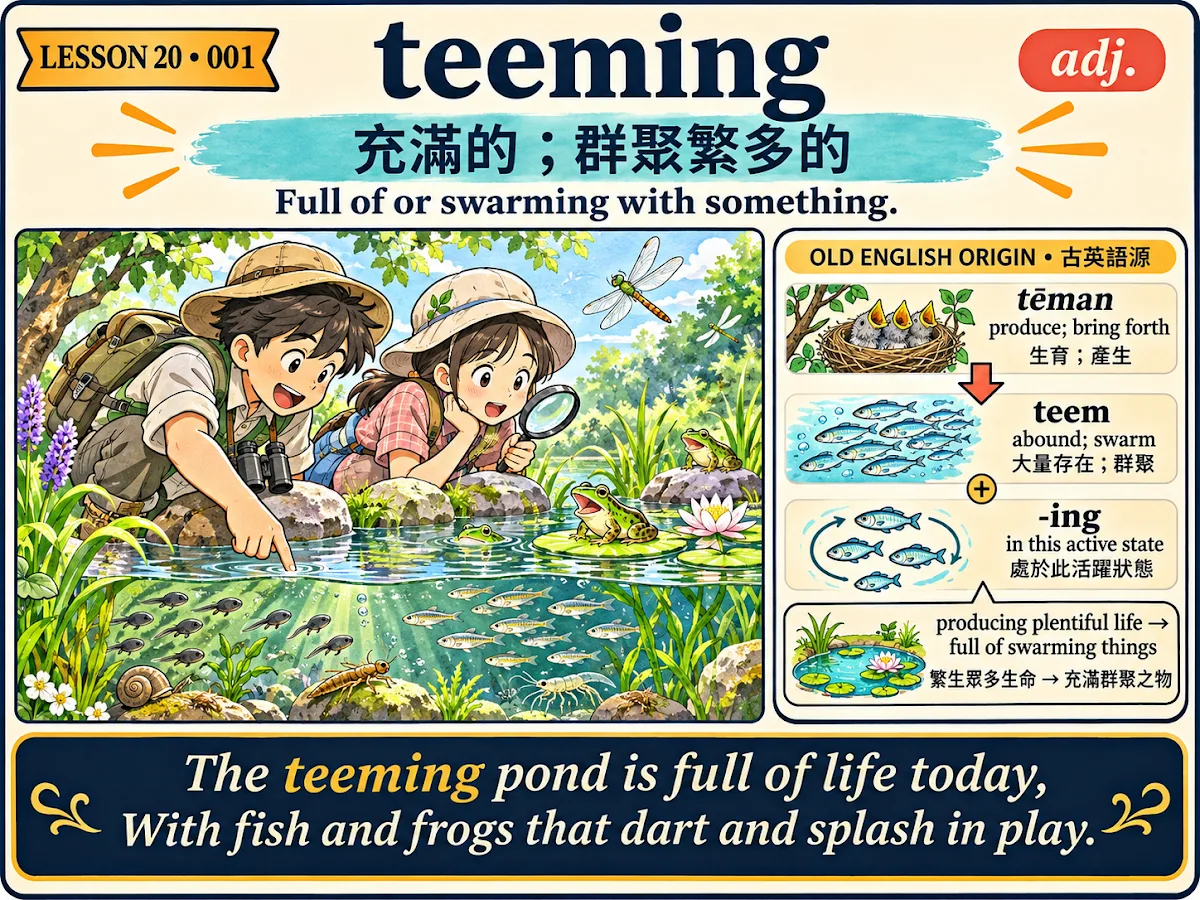 LESSON 20 • 001
teeming
adj.
充滿的；群聚繁多的
Full of or swarming with something.
OLD ENGLISH ORIGIN • 古英語源
tēman
produce; bring forth
生育；產生
teem
abound; swarm
大量存在；群聚
+
-ing
in this active state
處於此活躍狀態
producing plentiful life →
full of swarming things
繁生眾多生命 → 充滿群聚之物
The teeming pond is full of life today,
With fish and frogs that dart and splash in play.